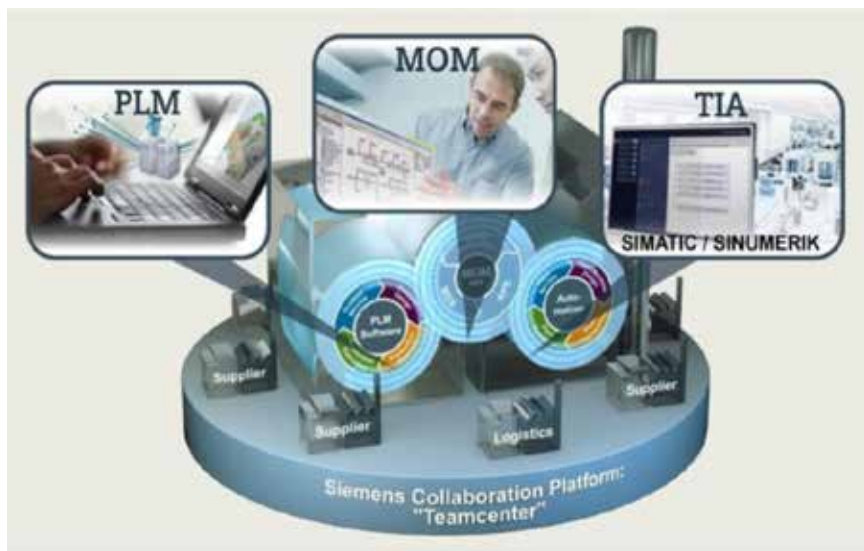 PLM
MOM
TIA
SIMATIC / SINUMERIK
PLM
Software
MOM
Auto-
mation
Supplier
Supplier
Supplier
Logistics
Siemens Collaboration Platform:
"Teamcenter"